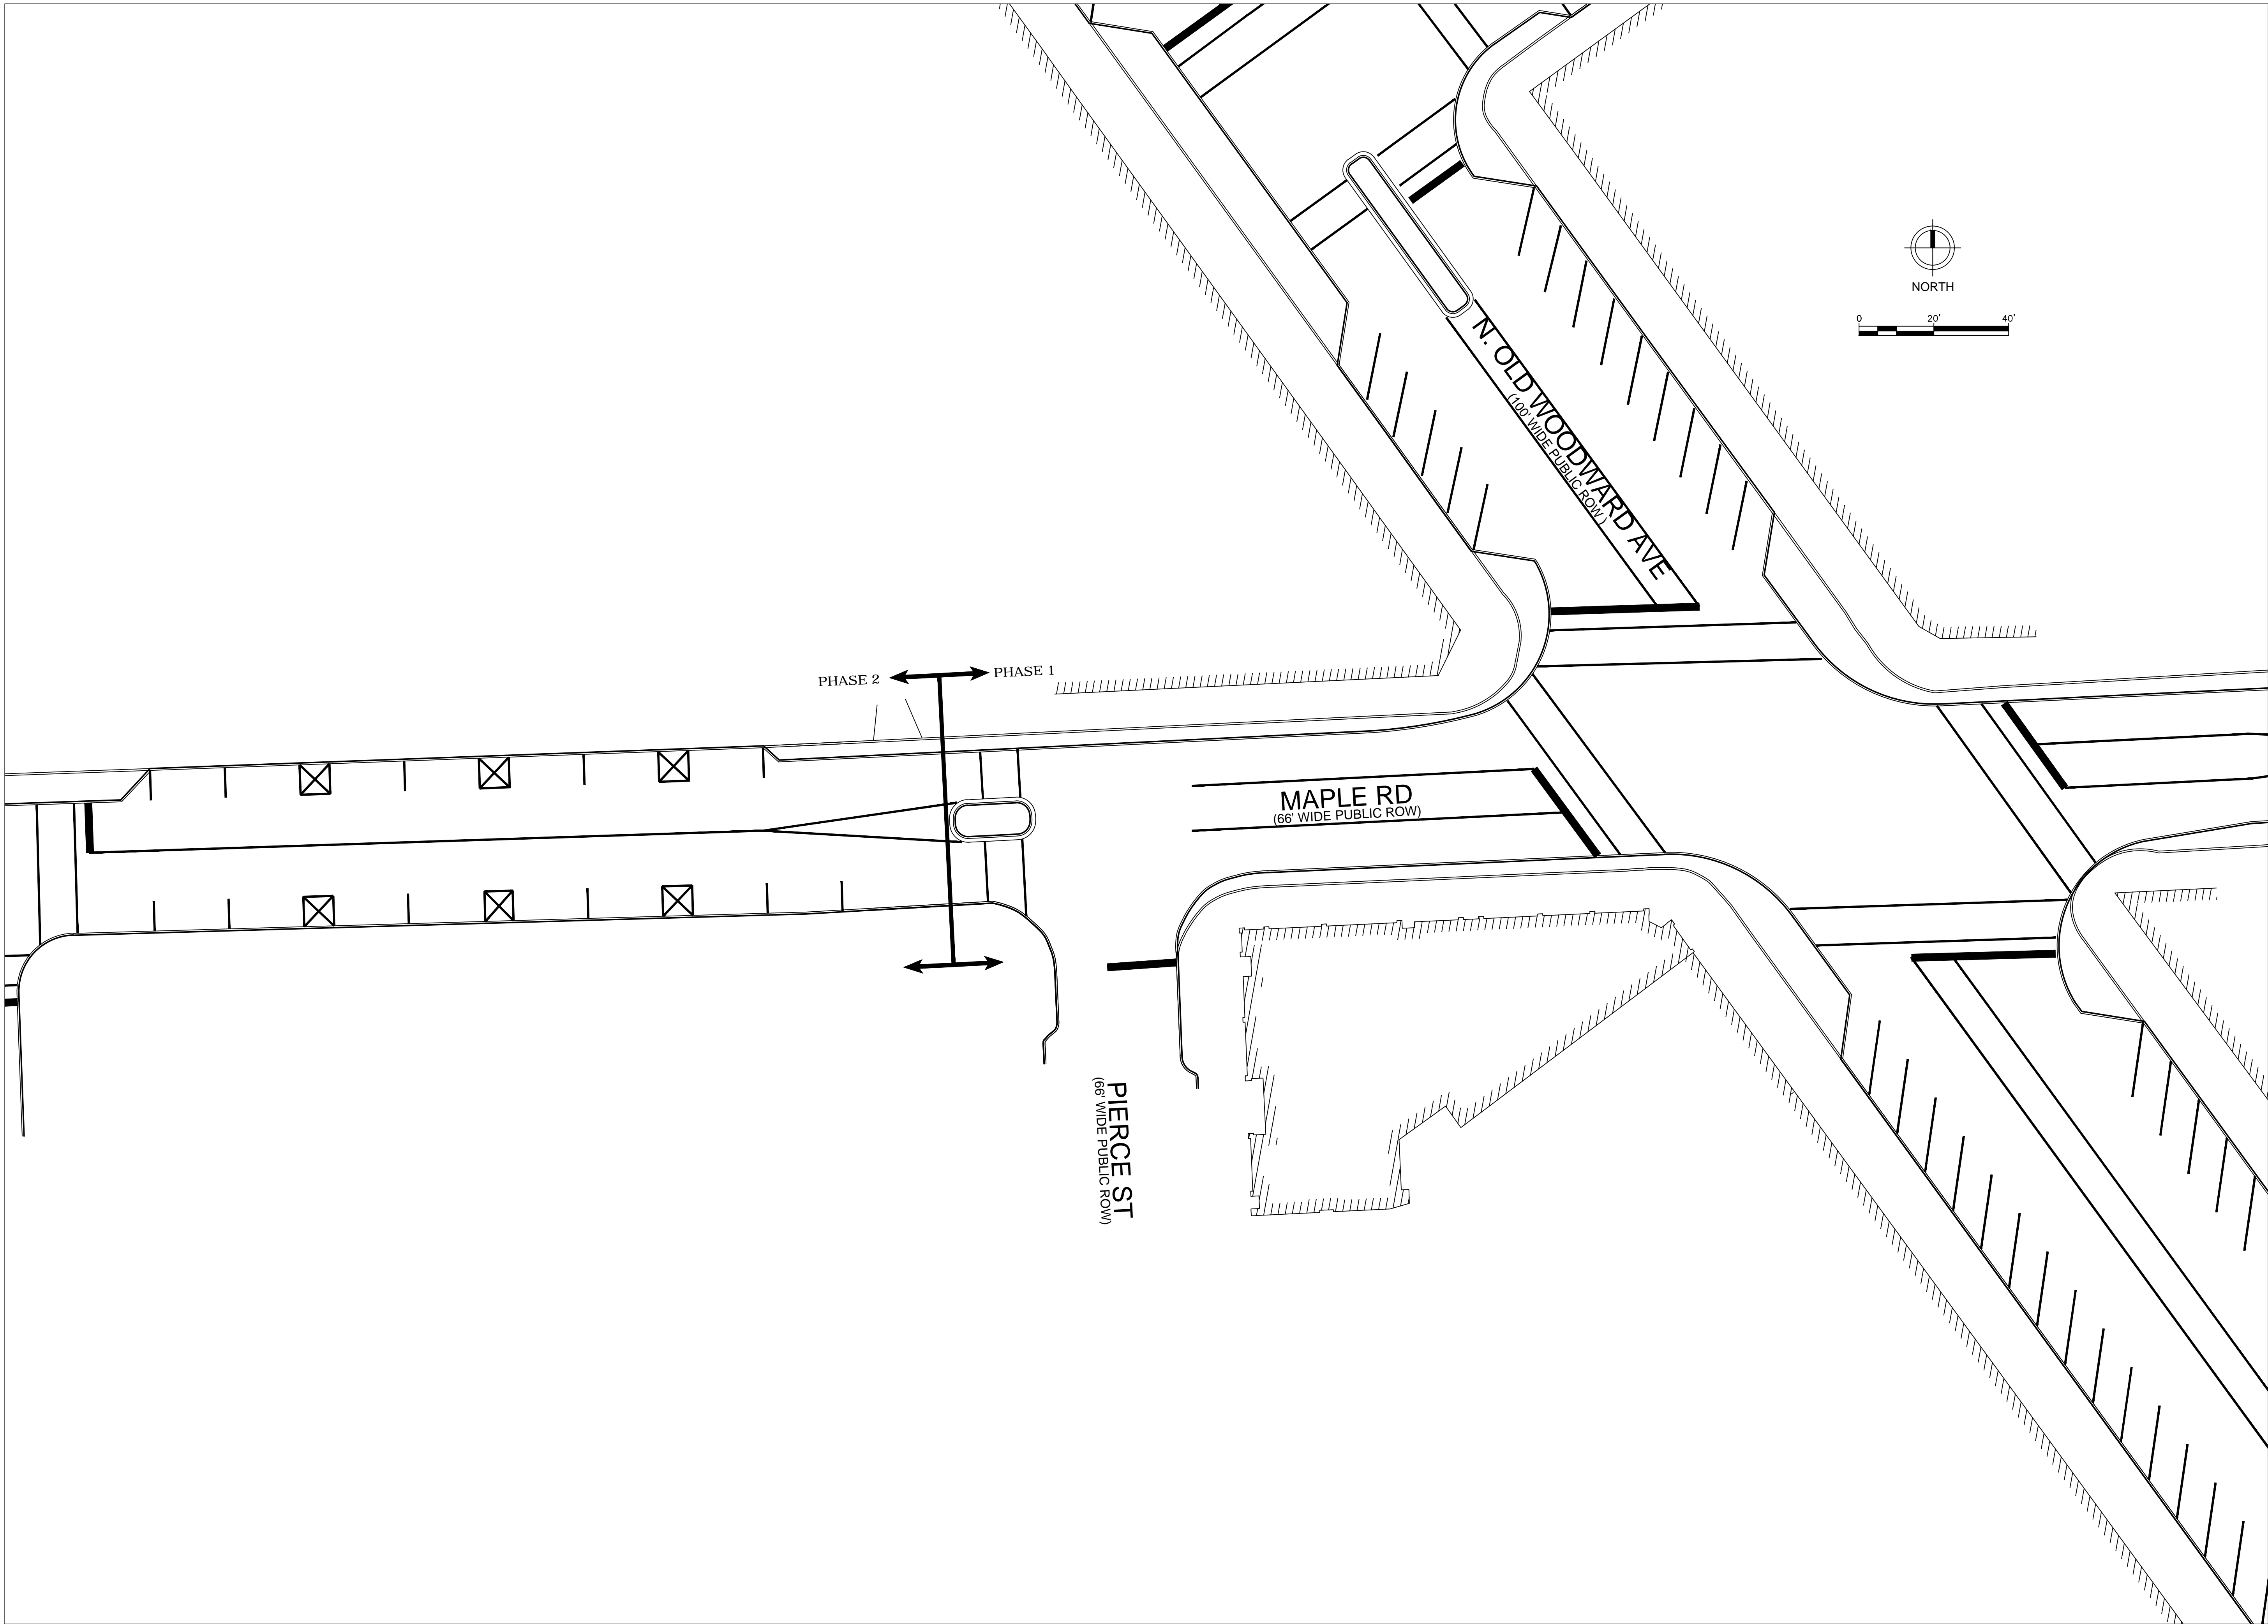 NORTH
0 20' 40'
N. OLD WOODWARD AVE
(100' WIDE PUBLIC ROW )
PHASE 2
PHASE 1
MAPLE RD
(66' WIDE PUBLIC ROW)
PIERCE ST
(66' WIDE PUBLIC ROW)